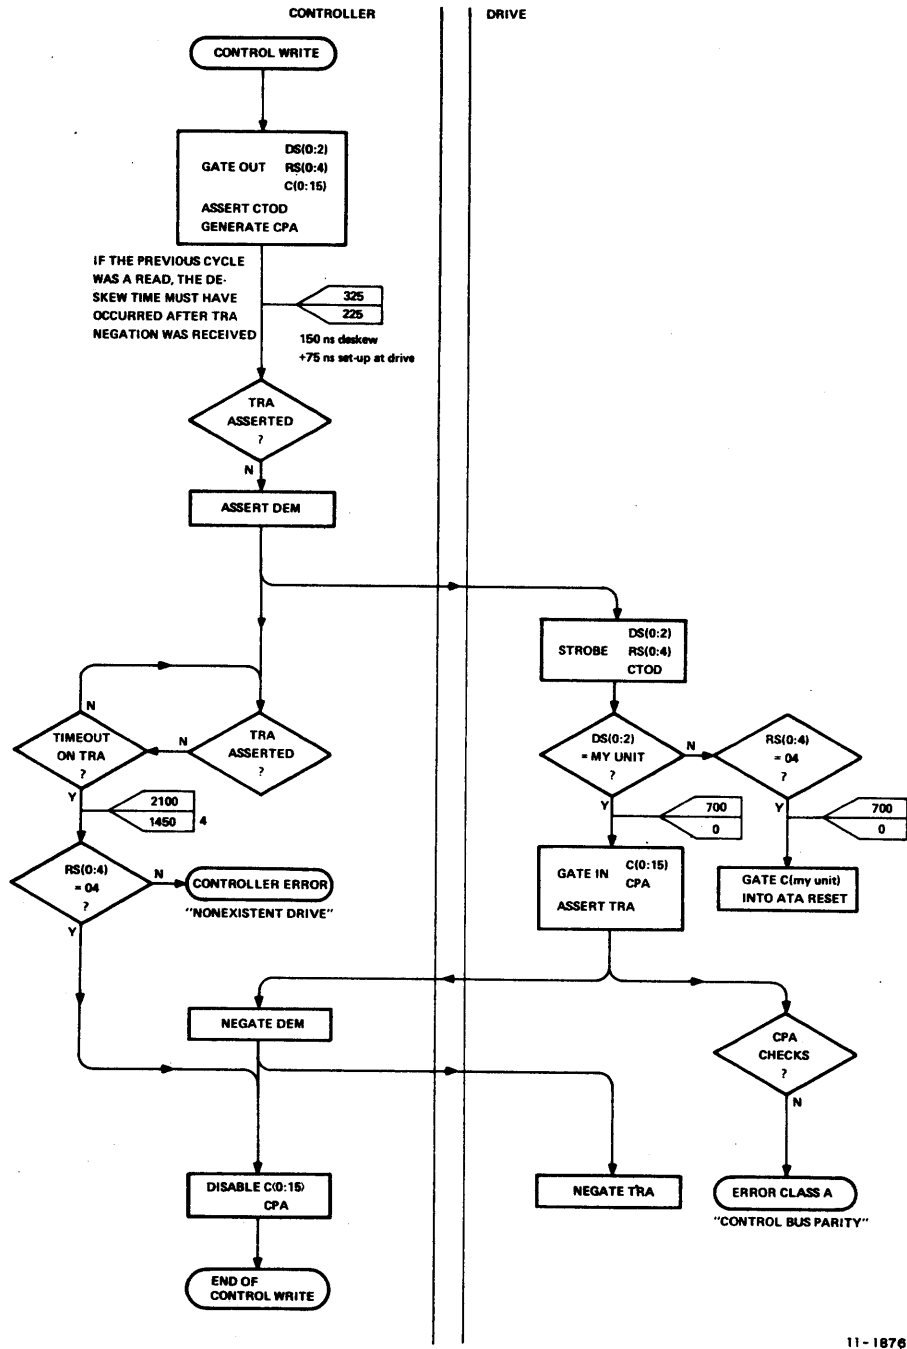 CONTROLLER
DRIVE
CONTROL WRITE
DS(0:2)
GATE OUT RS(0:4)
C(0:15)
ASSERT CTOD
GENERATE CPA
IF THE PREVIOUS CYCLE
WAS A READ, THE DE-
SKEW TIME MUST HAVE
OCCURRED AFTER TRA
NEGATION WAS RECEIVED
325
225
150 ns deskew
+75 ns set-up at drive
TRA
ASSERTED
?
N
ASSERT DEM
DS(0:2)
STROBE RS(0:4)
CTOD
N
TIMEOUT
ON TRA
?
N
TRA
ASSERTED
?
Y
DS(0:2)
= MY UNIT
?
N
RS(0:4)
= 04
?
Y
Y
2100
1450 4
700
0
700
0
RS(0:4)
= 04
?
N
CONTROLLER ERROR
"NONEXISTENT DRIVE"
Y
GATE IN C(0:15)
CPA
ASSERT TRA
GATE C(my unit)
INTO ATA RESET
NEGATE DEM
CPA
CHECKS
?
N
DISABLE C(0:15)
CPA
NEGATE TRA
ERROR CLASS A
"CONTROL BUS PARITY"
END OF
CONTROL WRITE
11-1876